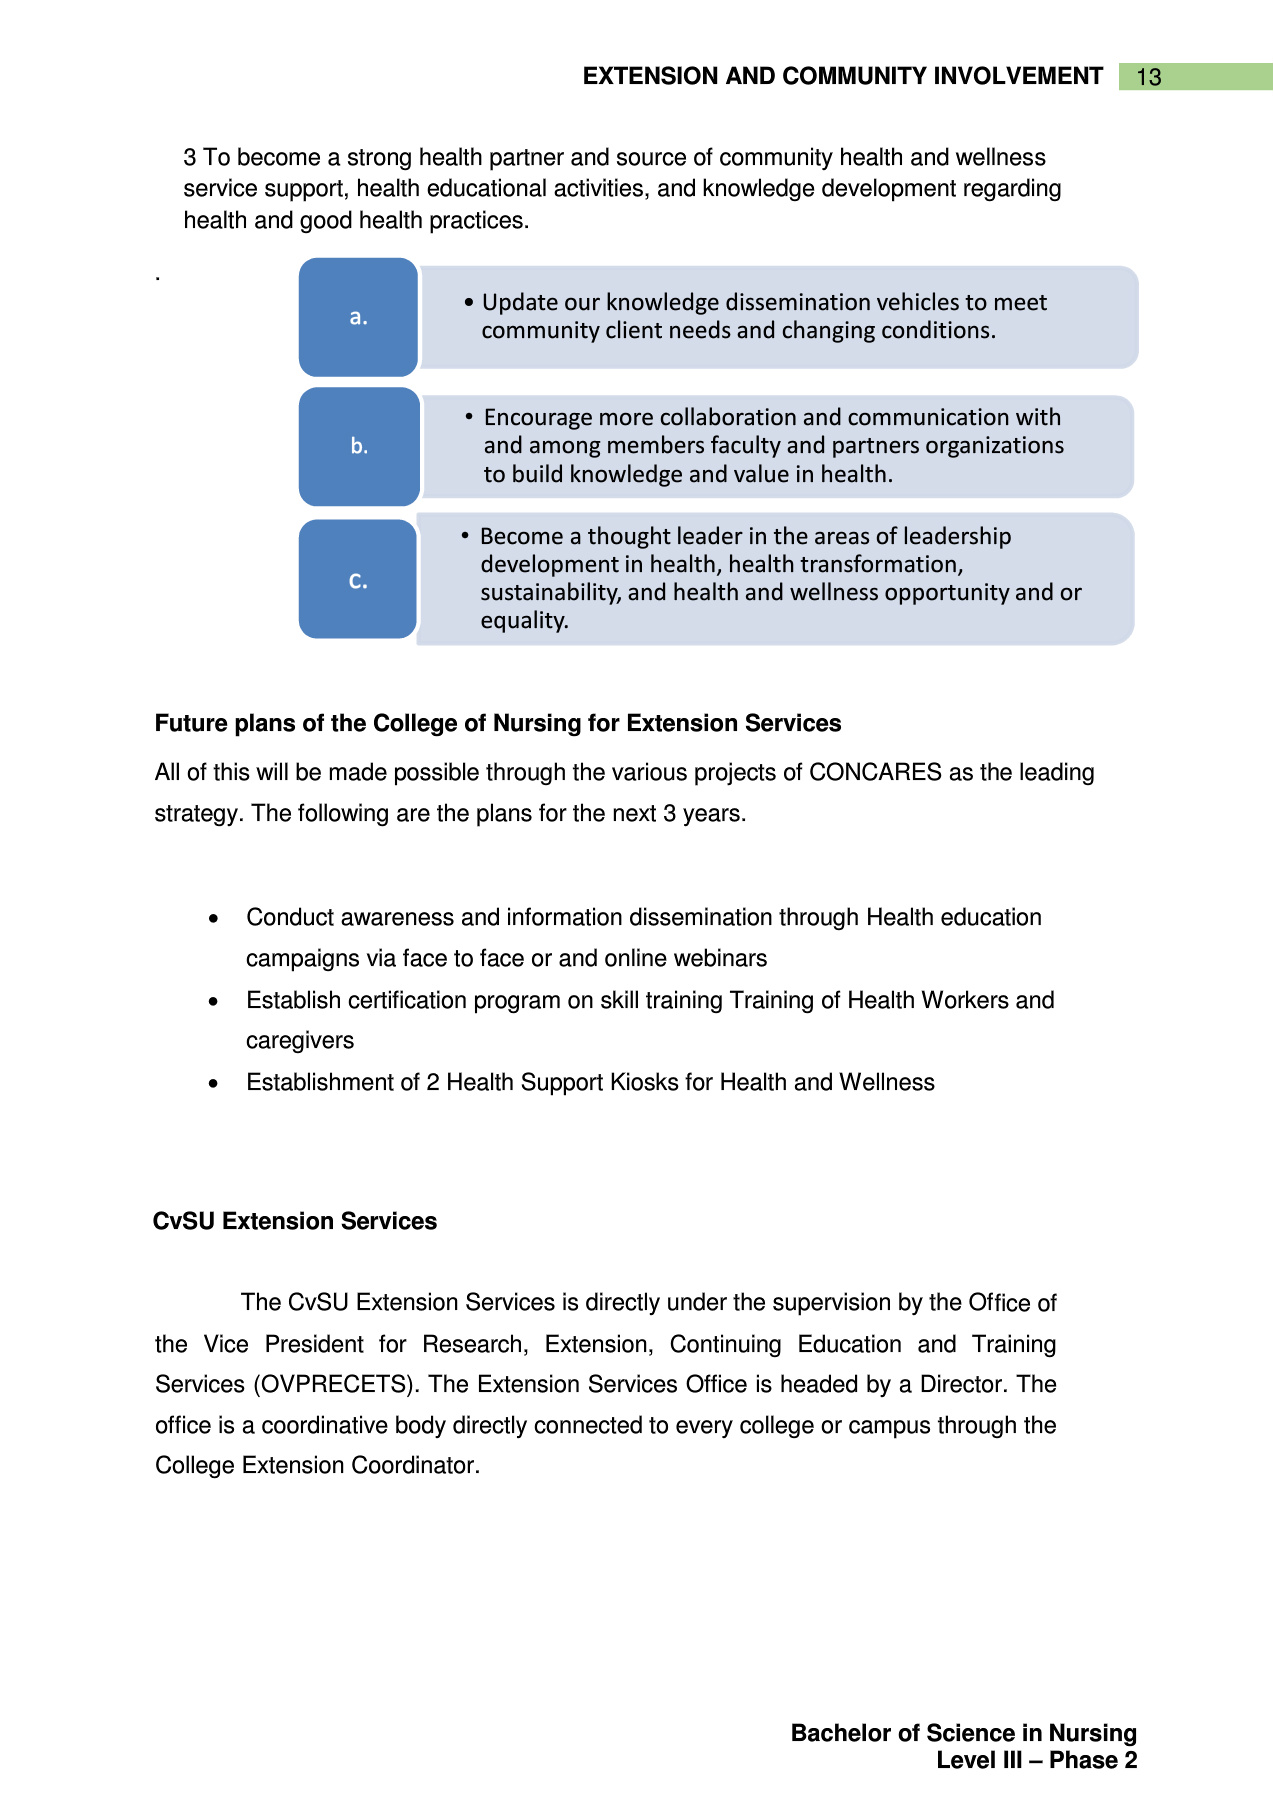 EXTENSION AND COMMUNITY INVOLVEMENT 13
3 To become a strong health partner and source of community health and wellness
service support, health educational activities, and knowledge development regarding
health and good health practices.
.
a.
• Update our knowledge dissemination vehicles to meet
community client needs and changing conditions.
b.
• Encourage more collaboration and communication with
and among members faculty and partners organizations
to build knowledge and value in health.
c.
• Become a thought leader in the areas of leadership
development in health, health transformation,
sustainability, and health and wellness opportunity and or
equality.
Future plans of the College of Nursing for Extension Services
All of this will be made possible through the various projects of CONCARES as the leading
strategy. The following are the plans for the next 3 years.
• Conduct awareness and information dissemination through Health education
campaigns via face to face or and online webinars
• Establish certification program on skill training Training of Health Workers and
caregivers
• Establishment of 2 Health Support Kiosks for Health and Wellness
CvSU Extension Services
The CvSU Extension Services is directly under the supervision by the Office of
the Vice President for Research, Extension, Continuing Education and Training
Services (OVPRECETS). The Extension Services Office is headed by a Director. The
office is a coordinative body directly connected to every college or campus through the
College Extension Coordinator.
Bachelor of Science in Nursing
Level III – Phase 2